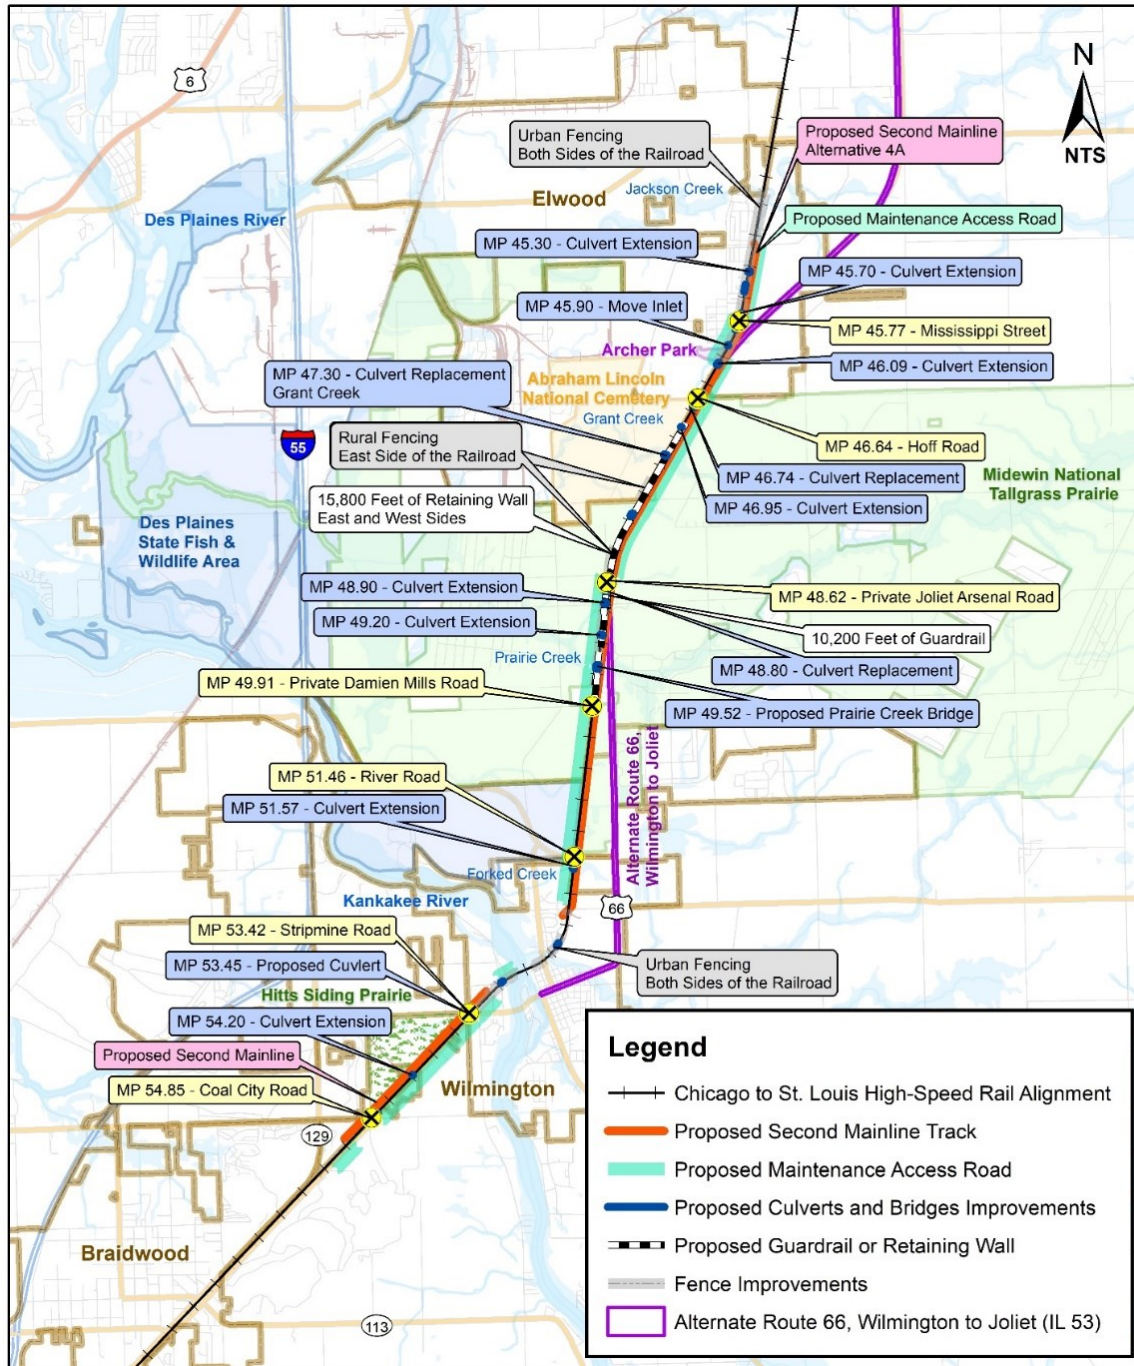 6
N
NTS
Urban Fencing
Both Sides of the Railroad
Proposed Second Mainline
Alternative 4A
Jackson Creek
Elwood
Des Plaines River
Proposed Maintenance Access Road
MP 45.30 - Culvert Extension
MP 45.70 - Culvert Extension
MP 45.90 - Move Inlet
MP 45.77 - Mississippi Street
Archer Park
MP 46.09 - Culvert Extension
MP 47.30 - Culvert Replacement
Grant Creek
Abraham Lincoln
National Cemetery
Grant Creek
55
Rural Fencing
East Side of the Railroad
MP 46.64 - Hoff Road
MP 46.74 - Culvert Replacement
Midewin National
Tallgrass Prairie
15,800 Feet of Retaining Wall
East and West Sides
MP 46.95 - Culvert Extension
Des Plaines
State Fish &
Wildlife Area
MP 48.90 - Culvert Extension
MP 48.62 - Private Joliet Arsenal Road
MP 49.20 - Culvert Extension
10,200 Feet of Guardrail
Prairie Creek
MP 48.80 - Culvert Replacement
MP 49.91 - Private Damien Mills Road
MP 49.52 - Proposed Prairie Creek Bridge
Alternate Route 66,
Wilmington to Joliet
MP 51.46 - River Road
MP 51.57 - Culvert Extension
Forked Creek
Kankakee River
66
MP 53.42 - Stripmine Road
MP 53.45 - Proposed Cuvlert
Urban Fencing
Both Sides of the Railroad
Hitts Siding Prairie
MP 54.20 - Culvert Extension
Proposed Second Mainline
Wilmington
MP 54.85 - Coal City Road
129
Braidwood
113
Legend
Chicago to St. Louis High-Speed Rail Alignment
Proposed Second Mainline Track
Proposed Maintenance Access Road
Proposed Culverts and Bridges Improvements
Proposed Guardrail or Retaining Wall
Fence Improvements
Alternate Route 66, Wilmington to Joliet (IL 53)